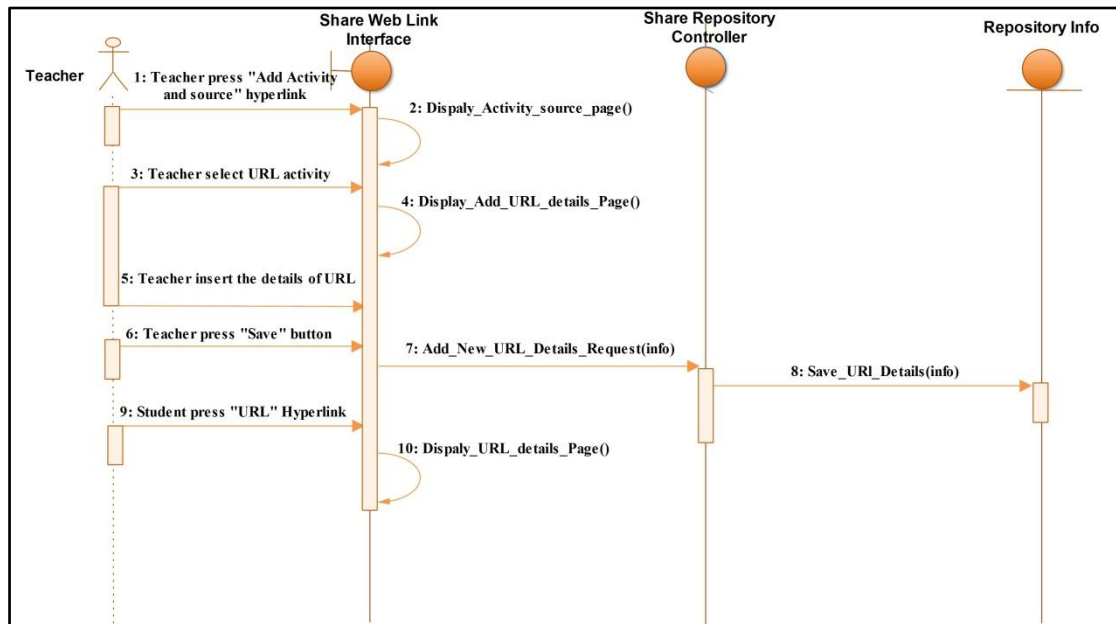 Share Web Link
Interface
Share Repository
Controller
Repository Info
Teacher
1: Teacher press "Add Activity
and source" hyperlink
2: Dispaly_Activity_source_page()
3: Teacher select URL activity
4: Display_Add_URL_details_Page()
5: Teacher insert the details of URL
6: Teacher press "Save" button
7: Add_New_URL_Details_Request(info)
8: Save_URl_Details(info)
9: Student press "URL" Hyperlink
10: Dispaly_URL_details_Page()